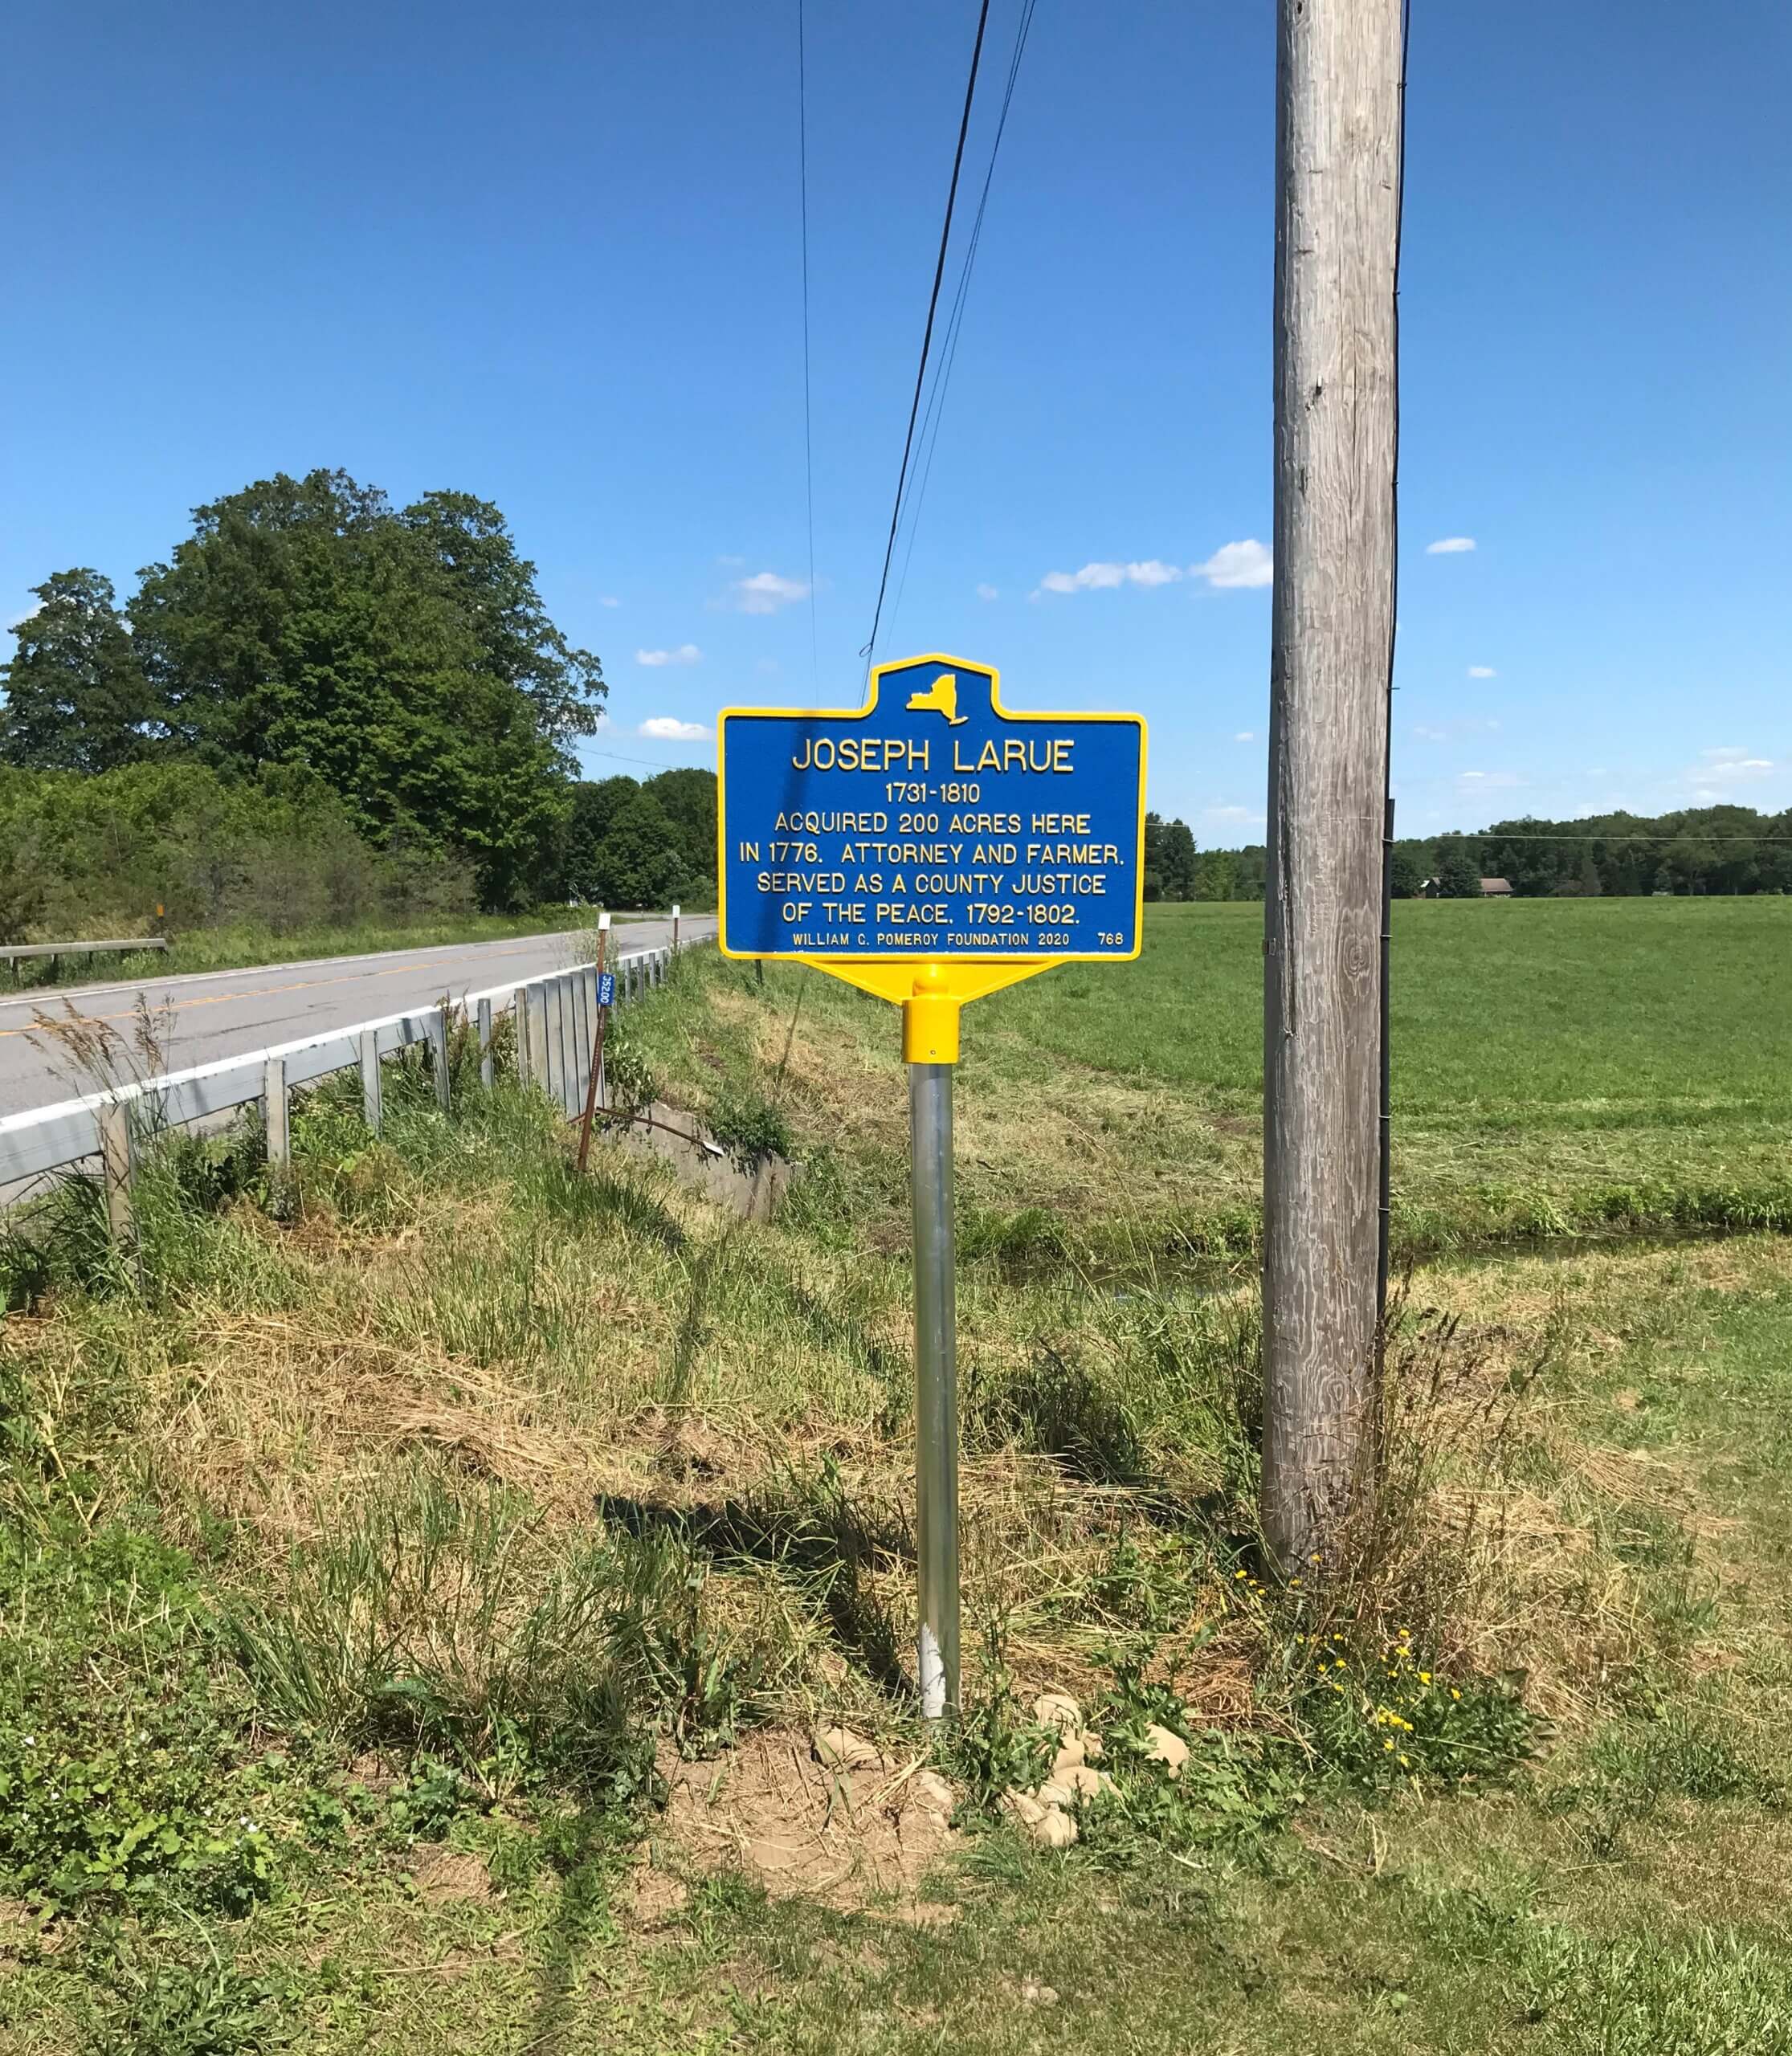 JOSEPH LARUE
1731-1810
ACQUIRED 200 ACRES HERE
IN 1776. ATTORNEY AND FARMER.
SERVED AS A COUNTY JUSTICE
OF THE PEACE, 1792-1802.
WILLIAM G. POMEROY FOUNDATION 2020 768
35200